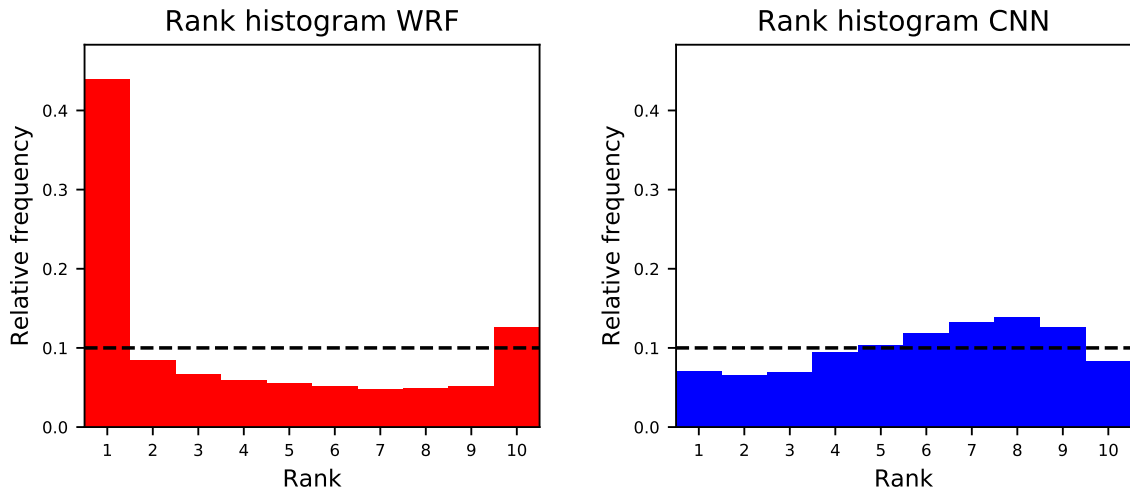 Rank histogram WRF
Relative frequency
0.4
0.3
0.2
0.1
0.0
1 2 3 4 5 6 7 8 9 10
Rank
Rank histogram CNN
Relative frequency
0.4
0.3
0.2
0.1
0.0
1 2 3 4 5 6 7 8 9 10
Rank